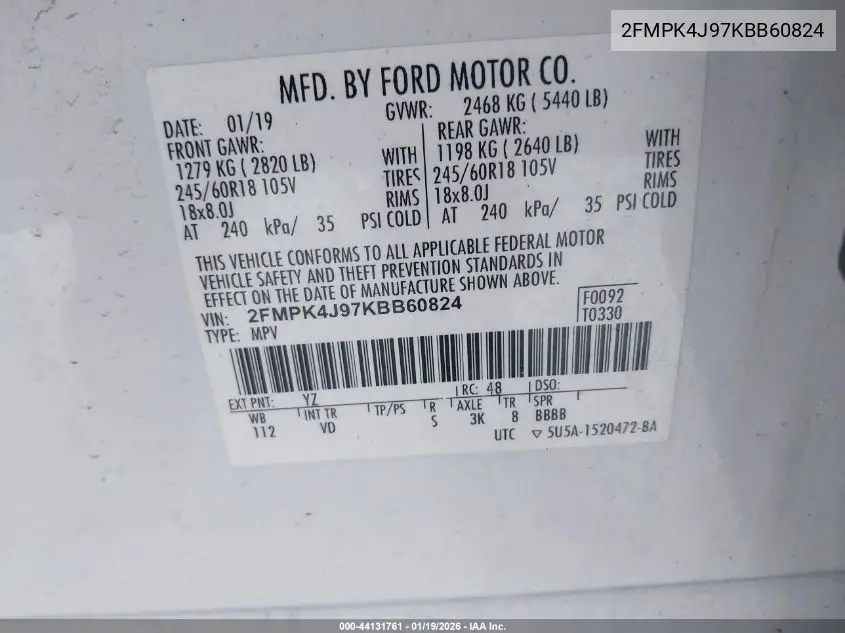 2FMPK4J97KBB60824
MFD. BY FORD MOTOR CO.
DATE: 01/19 GVWR: 2468 KG ( 5440 LB)
FRONT GAWR: REAR GAWR:
1279 KG ( 2820 LB) WITH 1198 KG ( 2640 LB) WITH
245/60R18 105V TIRES 245/60R18 105V TIRES
18x8.0J RIMS 18x8.0J RIMS
AT 240 kPa/ 35 PSI COLD AT 240 kPa/ 35 PSI COLD
THIS VEHICLE CONFORMS TO ALL APPLICABLE FEDERAL MOTOR
VEHICLE SAFETY AND THEFT PREVENTION STANDARDS IN
EFFECT ON THE DATE OF MANUFACTURE SHOWN ABOVE.
VIN: 2FMPK4J97KBB60824 F0092
TYPE: MPV T0330
EXT PNT: YZ RC: 48 DSO:
WB INT TR TP/PS R AXLE TR SPR
112 VD S 3K 8 BBBB
UTC ▽ 5U5A-1520472-BA
000-44131761 - 01/19/2026 - IAA Inc.